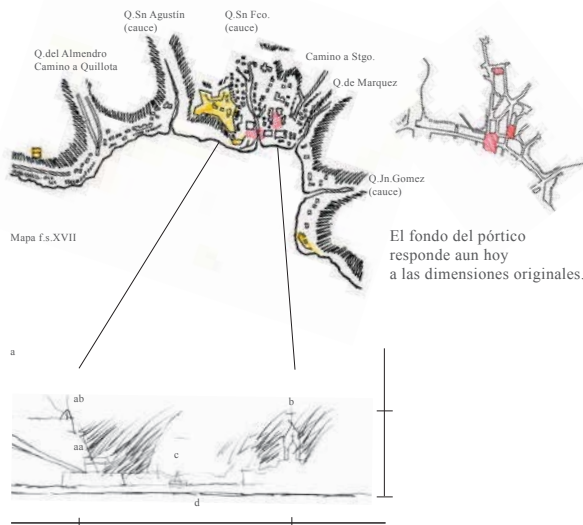 Q.Sn Agustín
(cauce)
Q.Sn Fco.
(cauce)
Q.del Almendro
Camino a Quillota
Camino a Stgo.
Q.de Marquez
Q.Jn.Gomez
(cauce)
Mapa f.s.XVII
El fondo del pórtico
responde aun hoy
a las dimensiones originales.
a
ab
b
aa
c
d